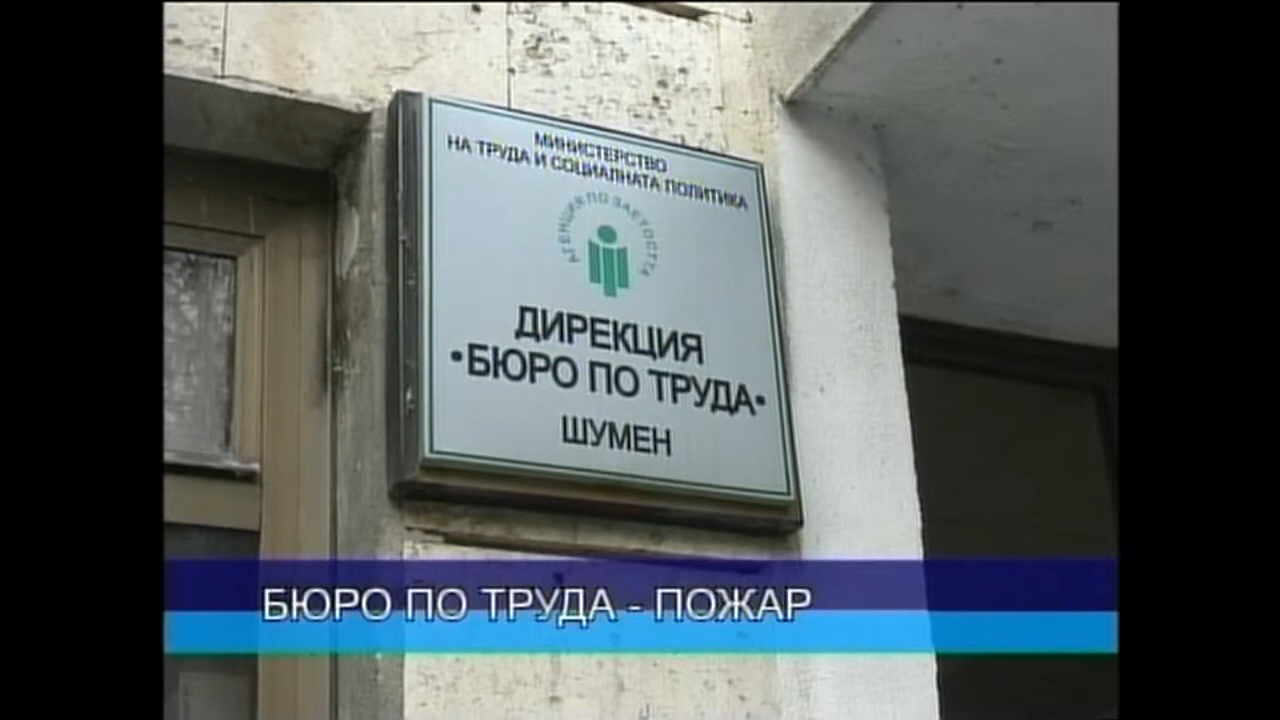 МИНИСТЕРСТВО
НА ТРУДА И СОЦИАЛНАТА ПОЛИТИКА
АГЕНЦИЯ ПО ЗАЕТОСТТА
ДИРЕКЦИЯ
•БЮРО ПО ТРУДА•
ШУМЕН
БЮРО ПО ТРУДА - ПОЖАР